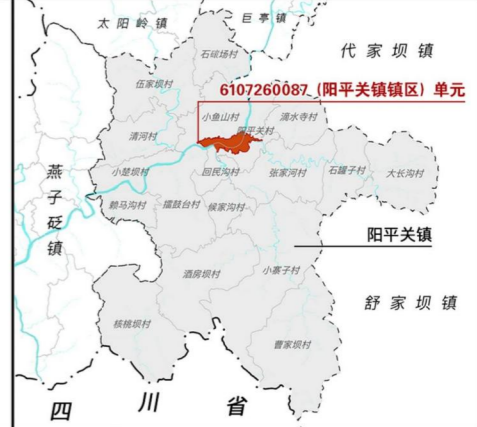 太阳岭镇
巨亭镇
代家坝镇
石垭场村
伍家坝村
6107260087（阳平关镇镇区）单元
小鱼山村
滴水寺村
阳平关村
清河村
小楚坝村
回民沟村
张家河村
石罐子村
大长沟村
燕子砭镇
赖马沟村
擂鼓台村
候家沟村
阳平关镇
酒房坝村
小寨子村
舒家坝镇
核桃坝村
曹家坝村
四川省